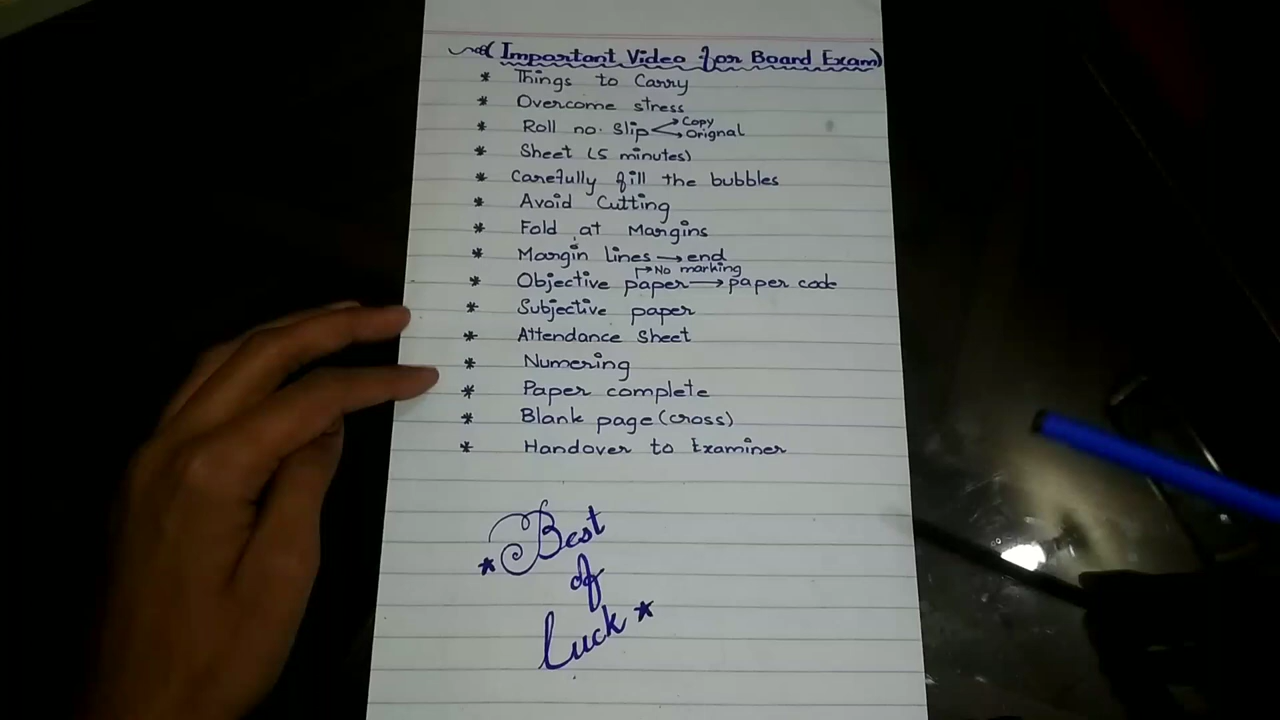 (Important Video for Board Exam)
* Things to Carry
* Overcome stress
* Roll no. Slip → Copy
→ Orignal
* Sheet (5 minutes)
* Carefully fill the bubbles
* Avoid Cutting
* Fold at Margins
* Margin lines → end
→ No marking
* Objective paper → paper code
* Subjective paper
* Attendance Sheet
* Numering
* Paper complete
* Blank page (cross)
* Handover to Examiner
* Best
of
Luck *